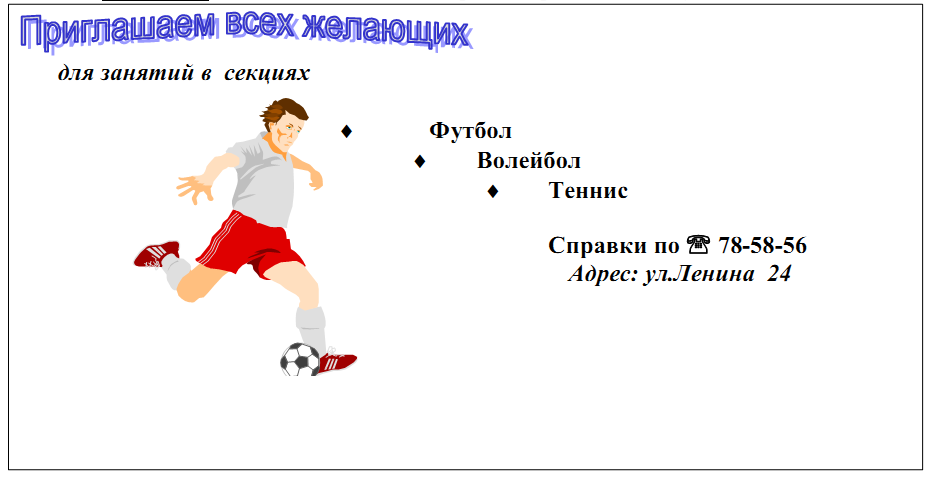 Приглашаем всех желающих
для занятий в  секциях
♦ Футбол
♦ Волейбол
♦ Теннис
Справки по ☎ 78-58-56
Адрес: ул.Ленина  24